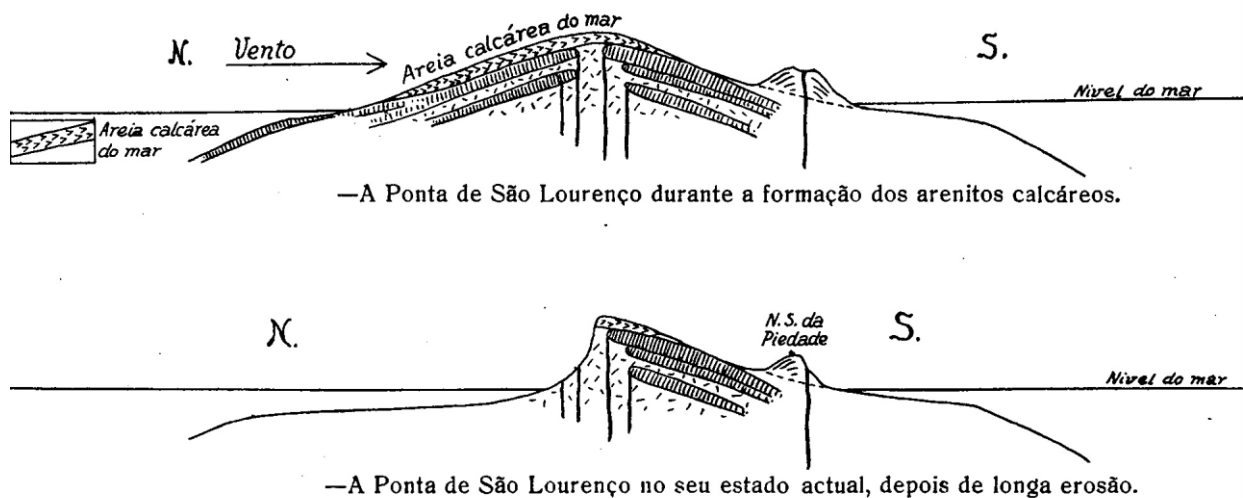 N. Vento
Areia calcárea do mar
S.
Nivel do mar
Areia calcárea
do mar
—A Ponta de São Lourenço durante a formação dos arenitos calcáreos.
N.
N.S. da
Piedade
S.
Nivel do mar
—A Ponta de São Lourenço no seu estado actual, depois de longa erosão.